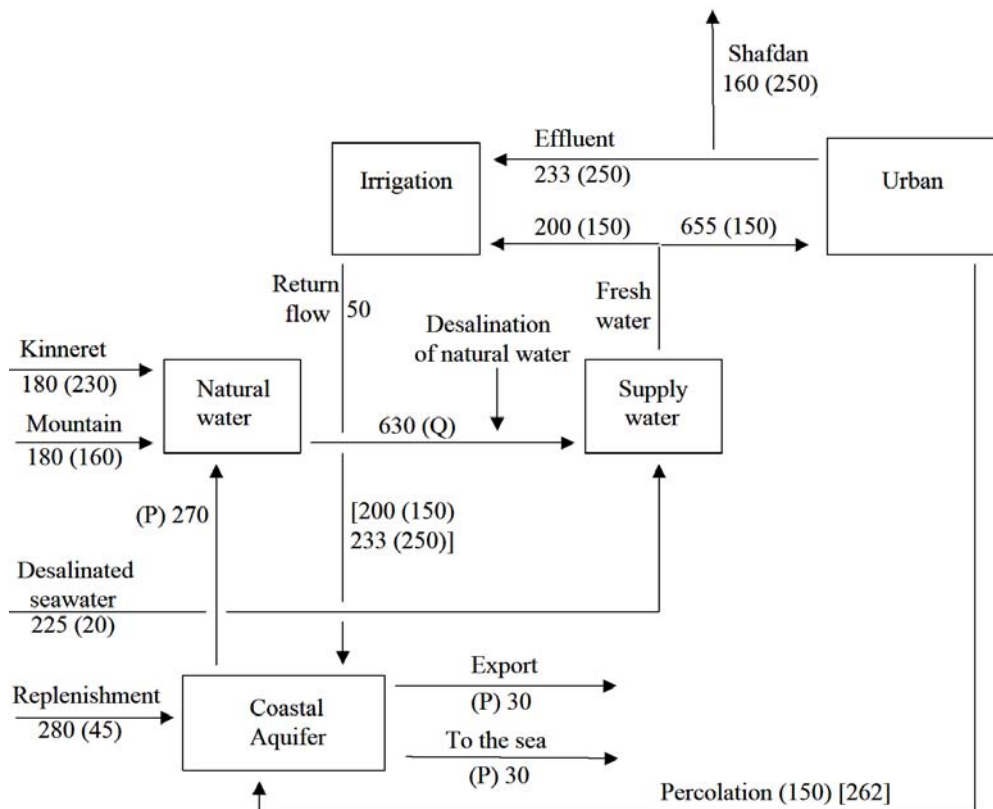 Shafdan
160 (250)
Effluent
233 (250)
Irrigation
Urban
200 (150)
655 (150)
Return
flow
50
Fresh
water
Desalination
of natural water
Kinneret
180 (230)
Natural
water
Supply
water
Mountain
180 (160)
630 (Q)
(P) 270
[200 (150)
233 (250)]
Desalinated
seawater
225 (20)
Replenishment
280 (45)
Coastal
Aquifer
Export
(P) 30
To the sea
(P) 30
Percolation (150) [262]